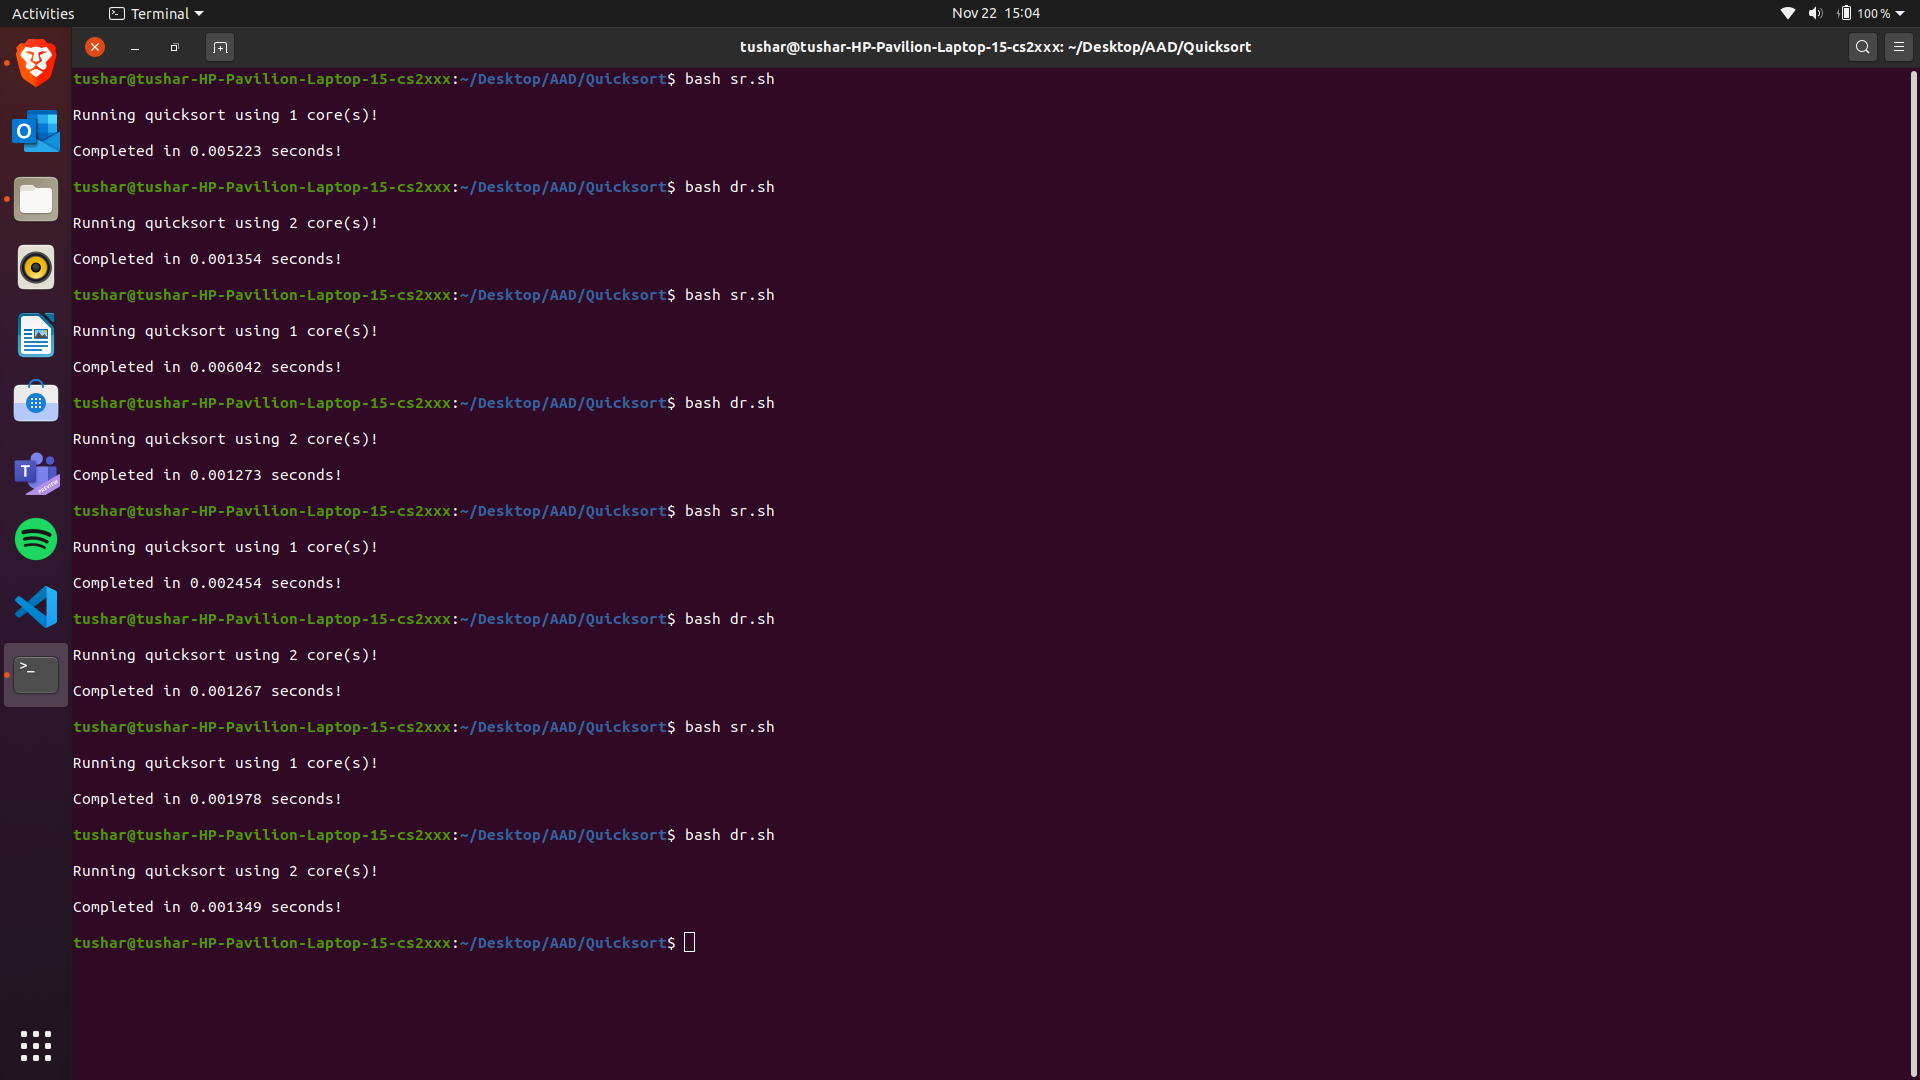 Activities Terminal Nov 22 15:04 100 %
tushar@tushar-HP-Pavilion-Laptop-15-cs2xxx: ~/Desktop/AAD/Quicksort
tushar@tushar-HP-Pavilion-Laptop-15-cs2xxx:~/Desktop/AAD/Quicksort$ bash sr.sh
Running quicksort using 1 core(s)!
Completed in 0.005223 seconds!
tushar@tushar-HP-Pavilion-Laptop-15-cs2xxx:~/Desktop/AAD/Quicksort$ bash dr.sh
Running quicksort using 2 core(s)!
Completed in 0.001354 seconds!
tushar@tushar-HP-Pavilion-Laptop-15-cs2xxx:~/Desktop/AAD/Quicksort$ bash sr.sh
Running quicksort using 1 core(s)!
Completed in 0.006042 seconds!
tushar@tushar-HP-Pavilion-Laptop-15-cs2xxx:~/Desktop/AAD/Quicksort$ bash dr.sh
Running quicksort using 2 core(s)!
Completed in 0.001273 seconds!
tushar@tushar-HP-Pavilion-Laptop-15-cs2xxx:~/Desktop/AAD/Quicksort$ bash sr.sh
Running quicksort using 1 core(s)!
Completed in 0.002454 seconds!
tushar@tushar-HP-Pavilion-Laptop-15-cs2xxx:~/Desktop/AAD/Quicksort$ bash dr.sh
Running quicksort using 2 core(s)!
Completed in 0.001267 seconds!
tushar@tushar-HP-Pavilion-Laptop-15-cs2xxx:~/Desktop/AAD/Quicksort$ bash sr.sh
Running quicksort using 1 core(s)!
Completed in 0.001978 seconds!
tushar@tushar-HP-Pavilion-Laptop-15-cs2xxx:~/Desktop/AAD/Quicksort$ bash dr.sh
Running quicksort using 2 core(s)!
Completed in 0.001349 seconds!
tushar@tushar-HP-Pavilion-Laptop-15-cs2xxx:~/Desktop/AAD/Quicksort$
O
T
PREVIEW
>_